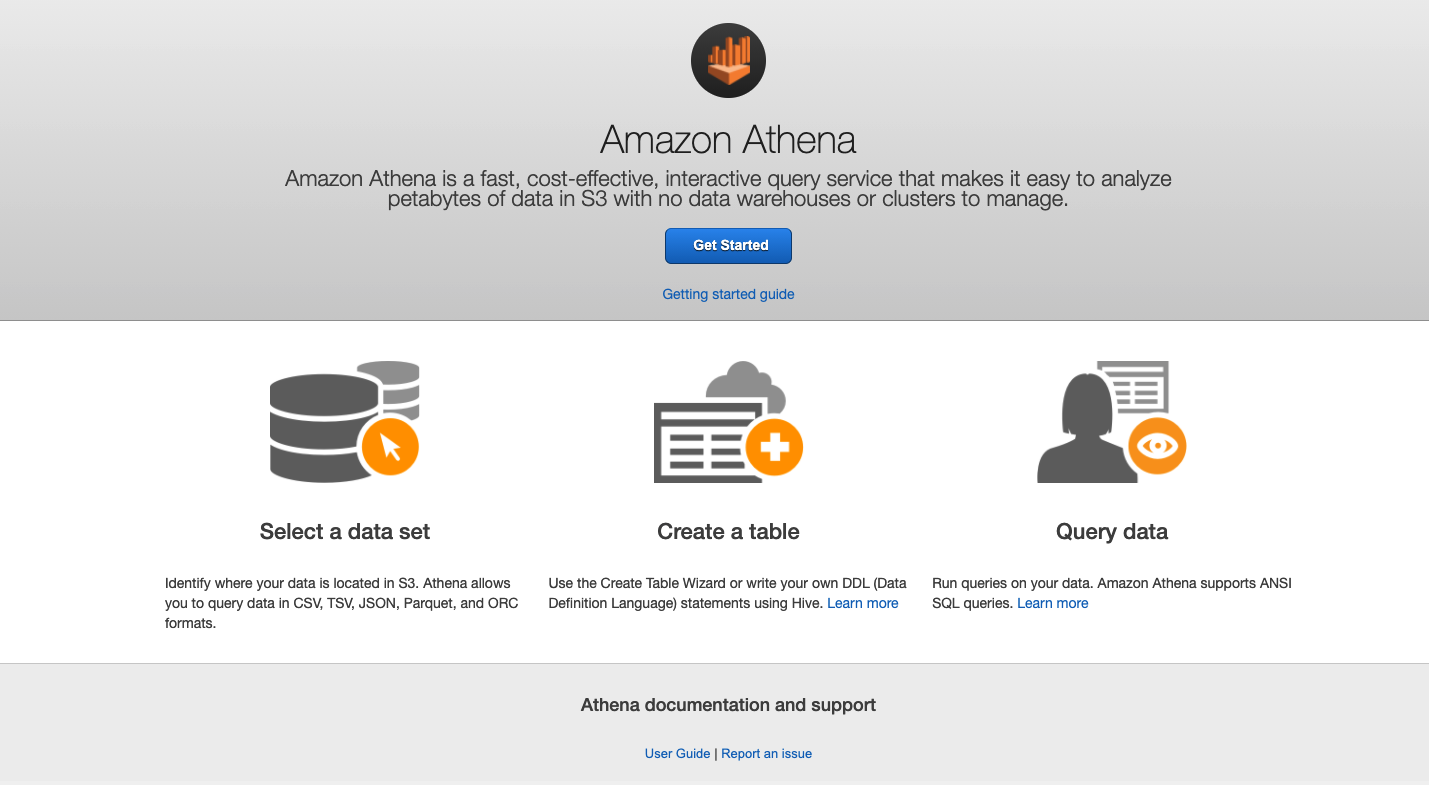 Amazon Athena
Amazon Athena is a fast, cost-effective, interactive query service that makes it easy to analyze
petabytes of data in S3 with no data warehouses or clusters to manage.
Get Started
Getting started guide
Select a data set
Identify where your data is located in S3. Athena allows
you to query data in CSV, TSV, JSON, Parquet, and ORC
formats.
Create a table
Use the Create Table Wizard or write your own DDL (Data
Definition Language) statements using Hive. Learn more
Query data
Run queries on your data. Amazon Athena supports ANSI
SQL queries. Learn more
Athena documentation and support
User Guide | Report an issue